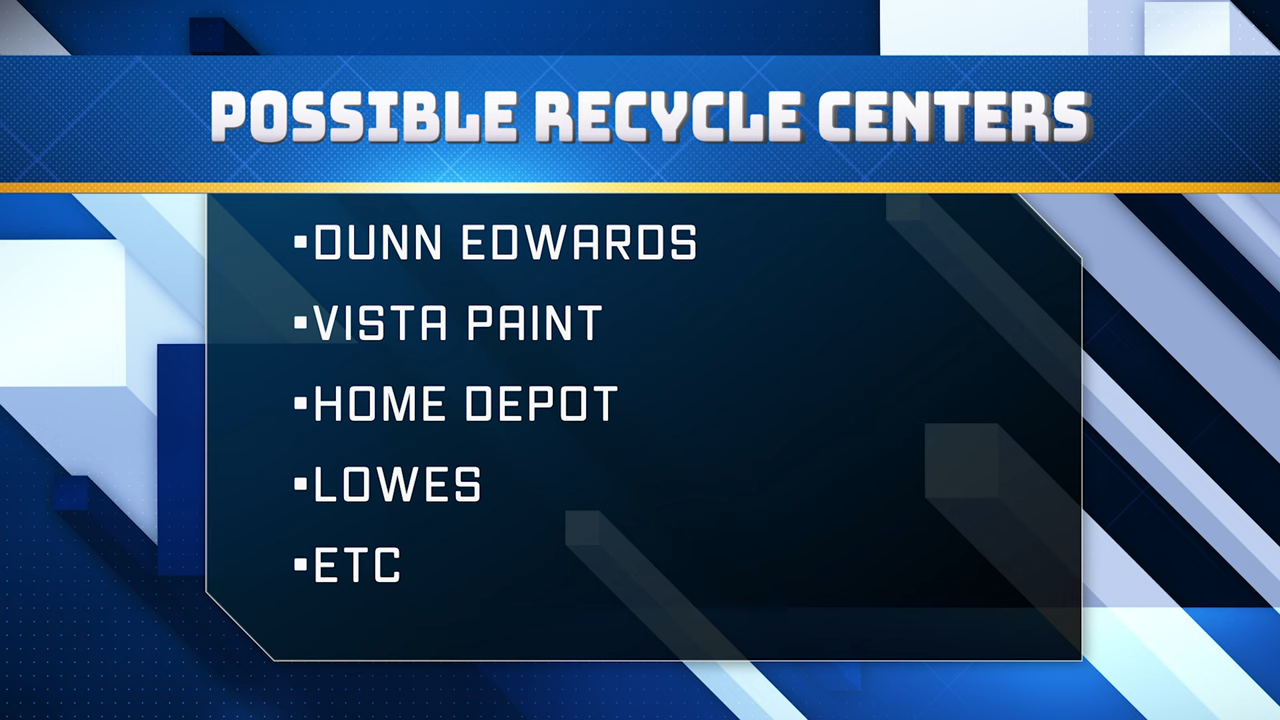 POSSIBLE RECYCLE CENTERS
▪DUNN EDWARDS
▪VISTA PAINT
▪HOME DEPOT
▪LOWES
▪ETC